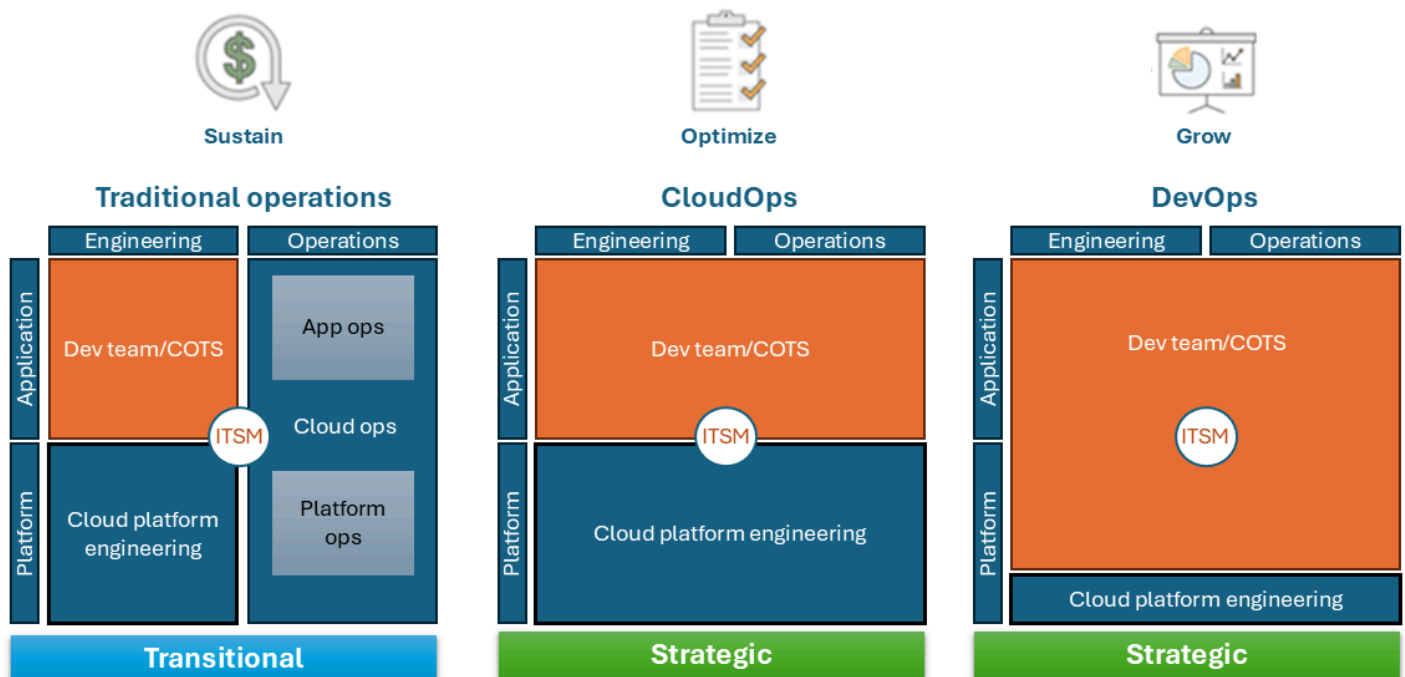 Sustain
Optimize
Grow
Traditional operations
Engineering
Operations
Application
Platform
Dev team/COTS
App ops
ITSM
Cloud ops
Cloud platform
engineering
Platform
ops
Transitional
CloudOps
Engineering
Operations
Application
Platform
Dev team/COTS
ITSM
Cloud platform engineering
Strategic
DevOps
Engineering
Operations
Application
Platform
Dev team/COTS
ITSM
Cloud platform engineering
Strategic